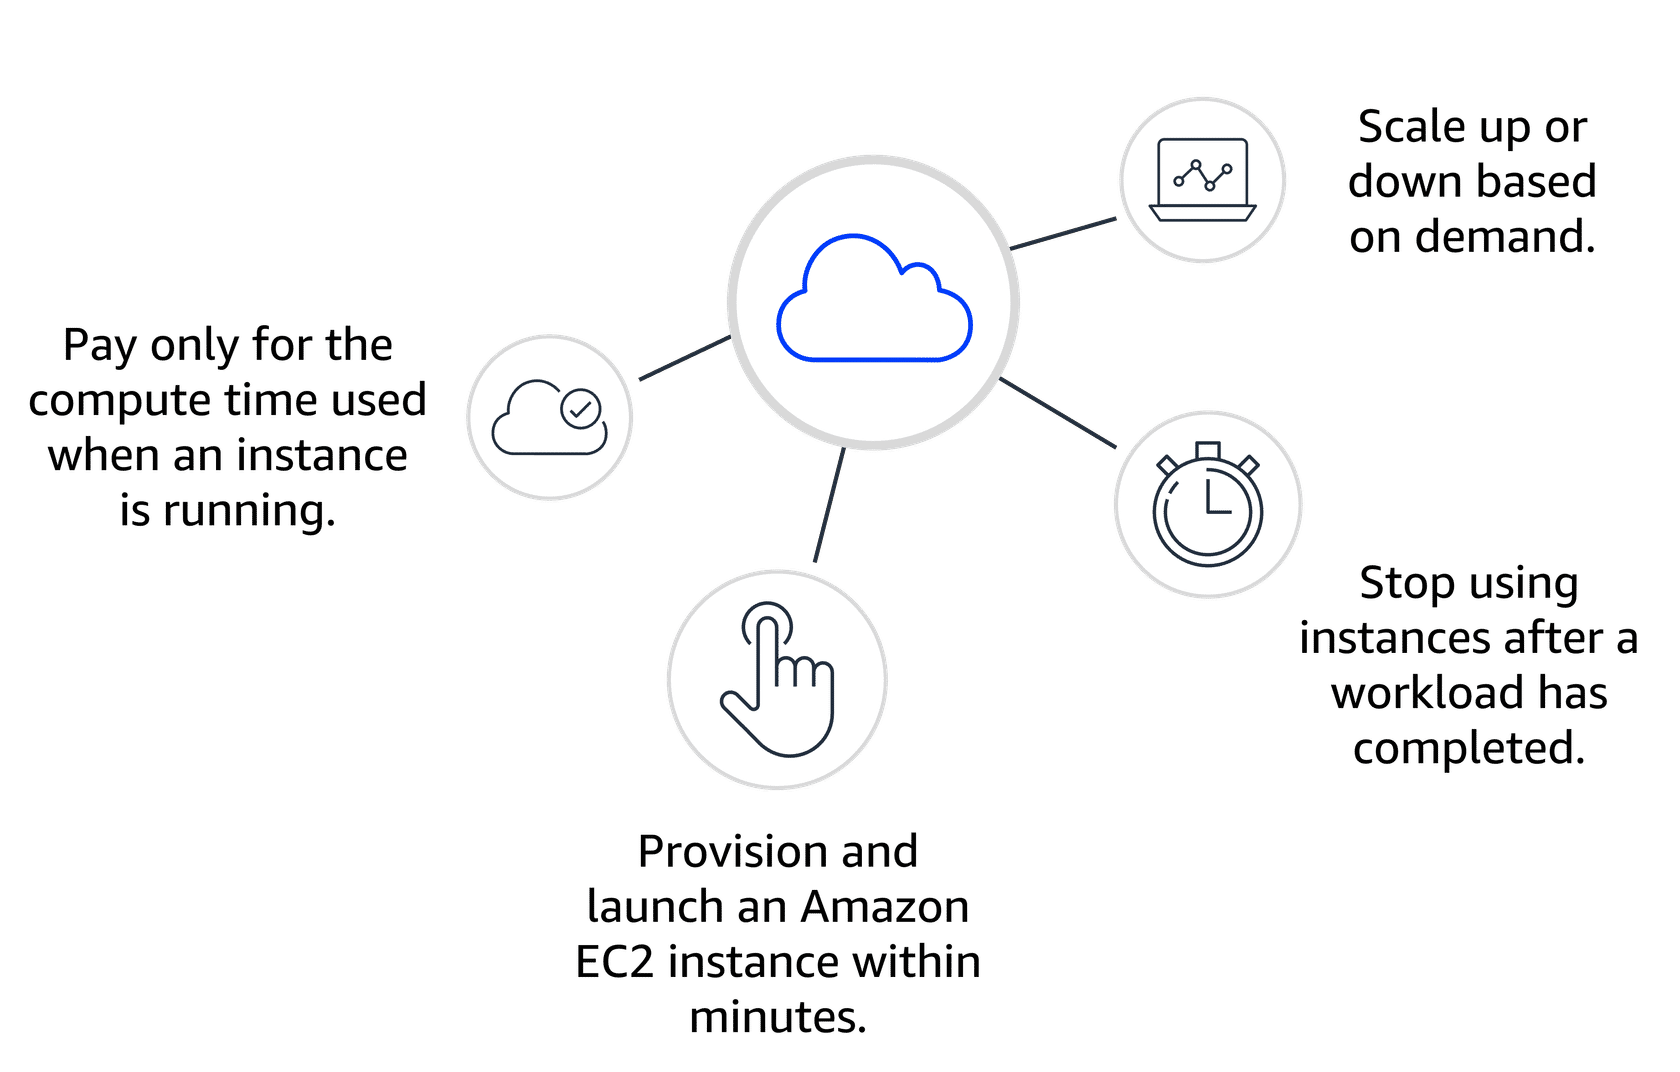 Scale up or
down based
on demand.
Pay only for the
compute time used
when an instance
is running.
Stop using
instances after a
workload has
completed.
Provision and
launch an Amazon
EC2 instance within
minutes.